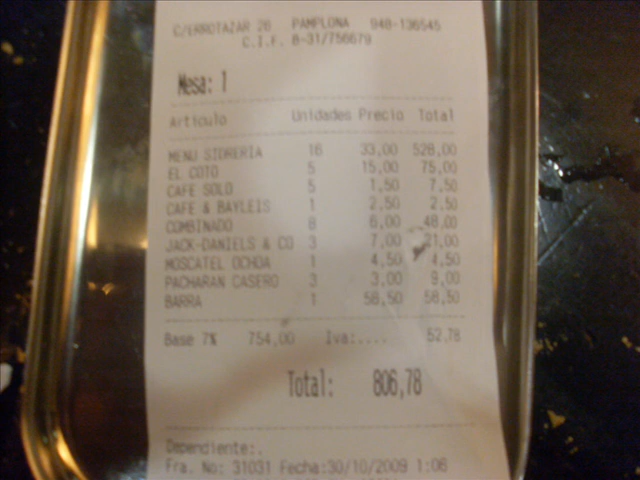 C/ERROTAZAR 26 PAMPLONA 948-136545
C.I.F. B-31/756679
Mesa: 1
Articulo Unidades Precio Total
MENU SIDRERIA 16 33,00 528,00
EL COTO 5 15,00 75,00
CAFE SOLO 5 1,50 7,50
CAFE & BAYLEIS 1 2,50 2,50
COMBINADO 8 6,00 48,00
JACK-DANIELS & CO 3 7,00 21,00
MOSCATEL OCHOA 1 4,50 4,50
PACHARAN CASERO 3 3,00 9,00
BARRA 1 58,50 58,50
Base 7% 754,00 Iva:.... 52,78
Total: 806,78
Dependiente:.
Fra. No: 31031 Fecha:30/10/2009 1:06